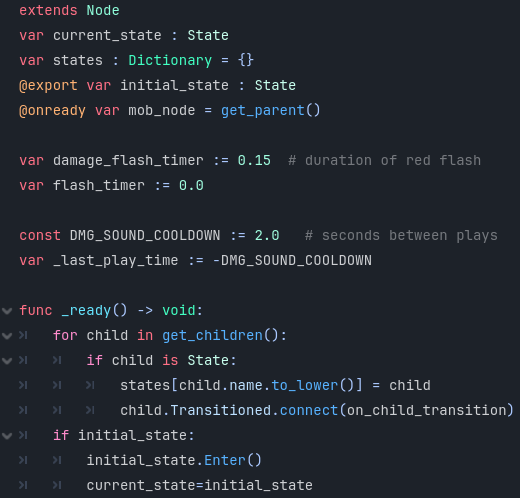 extends Node
var current_state : State
var states : Dictionary = {}
@export var initial_state : State
@onready var mob_node = get_parent()
var damage_flash_timer := 0.15  # duration of red flash
var flash_timer := 0.0
const DMG_SOUND_COOLDOWN := 2.0   # seconds between plays
var _last_play_time := -DMG_SOUND_COOLDOWN
func _ready() -> void:
for child in get_children():
if child is State:
states[child.name.to_lower()] = child
child.Transitioned.connect(on_child_transition)
if initial_state:
initial_state.Enter()
current_state=initial_state